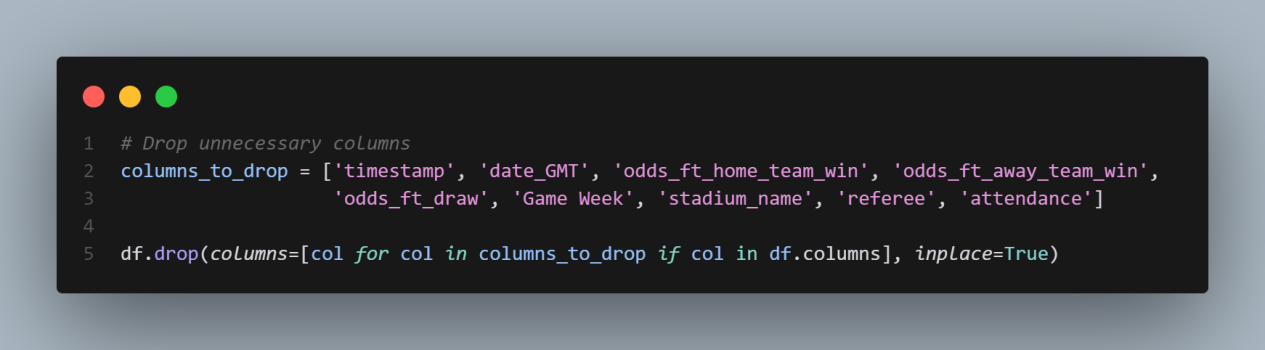 1 # Drop unnecessary columns
2 columns_to_drop = ['timestamp', 'date_GMT', 'odds_ft_home_team_win', 'odds_ft_away_team_win',
3                    'odds_ft_draw', 'Game Week', 'stadium_name', 'referee', 'attendance']
4
5 df.drop(columns=[col for col in columns_to_drop if col in df.columns], inplace=True)